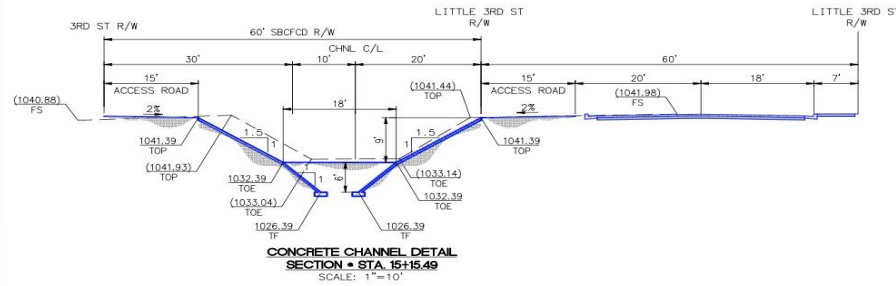 3RD ST R/W
LITTLE 3RD ST
R/W
LITTLE 3RD ST
R/W
60' SBCFCD R/W
CHNL C/L
30'
10'
20'
60'
15'
ACCESS ROAD
(1041.44)
TOP
15'
ACCESS ROAD
20'
18'
7'
(1040.88)
FS
2%
18'
2%
(1041.98)
FS
1041.39
TOP
1.5
1
9'
1.5
1
1041.39
TOP
(1041.93)
TOP
1032.39
TOE
1
1
6'
(1033.14)
TOE
(1033.04)
TOE
1032.39
TOE
1026.39
TF
1026.39
TF
CONCRETE CHANNEL DETAIL
SECTION • STA. 15+15.49
SCALE: 1"=10'